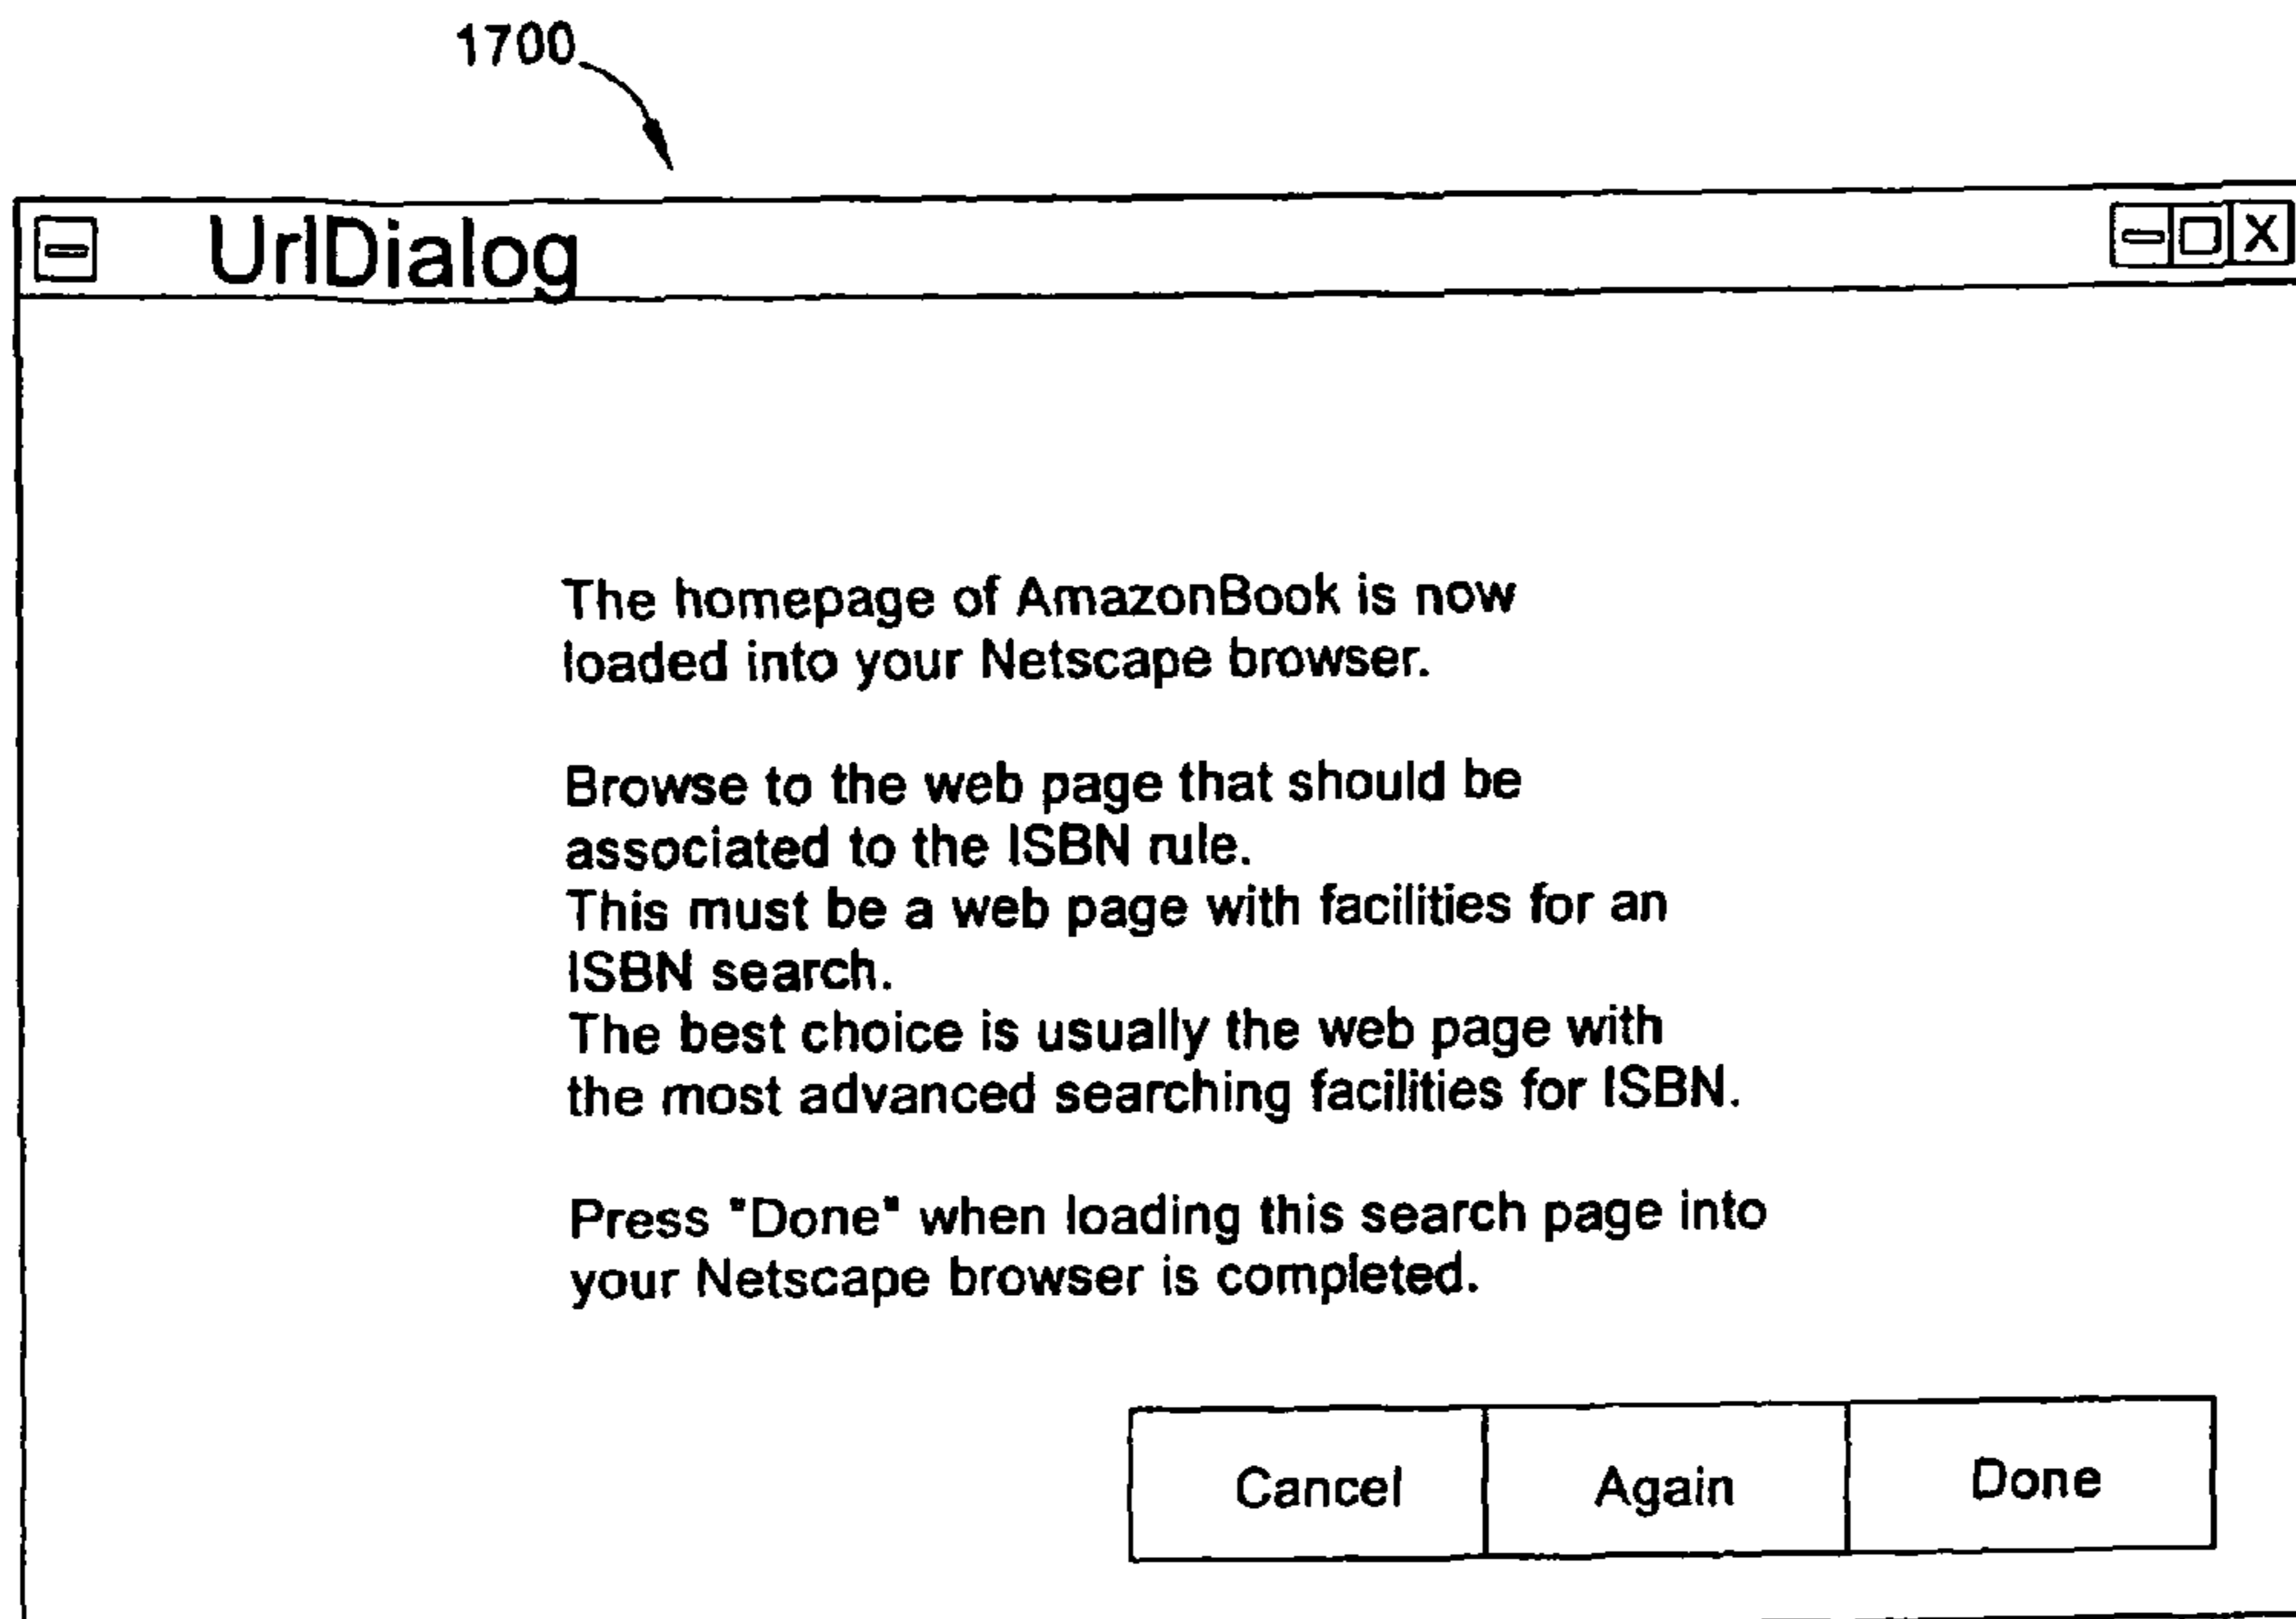 1700
UrlDialog
X
The homepage of AmazonBook is now
loaded into your Netscape browser.
Browse to the web page that should be
associated to the ISBN rule.
This must be a web page with facilities for an
ISBN search.
The best choice is usually the web page with
the most advanced searching facilities for ISBN.
Press "Done" when loading this search page into
your Netscape browser is completed.
Cancel Again Done